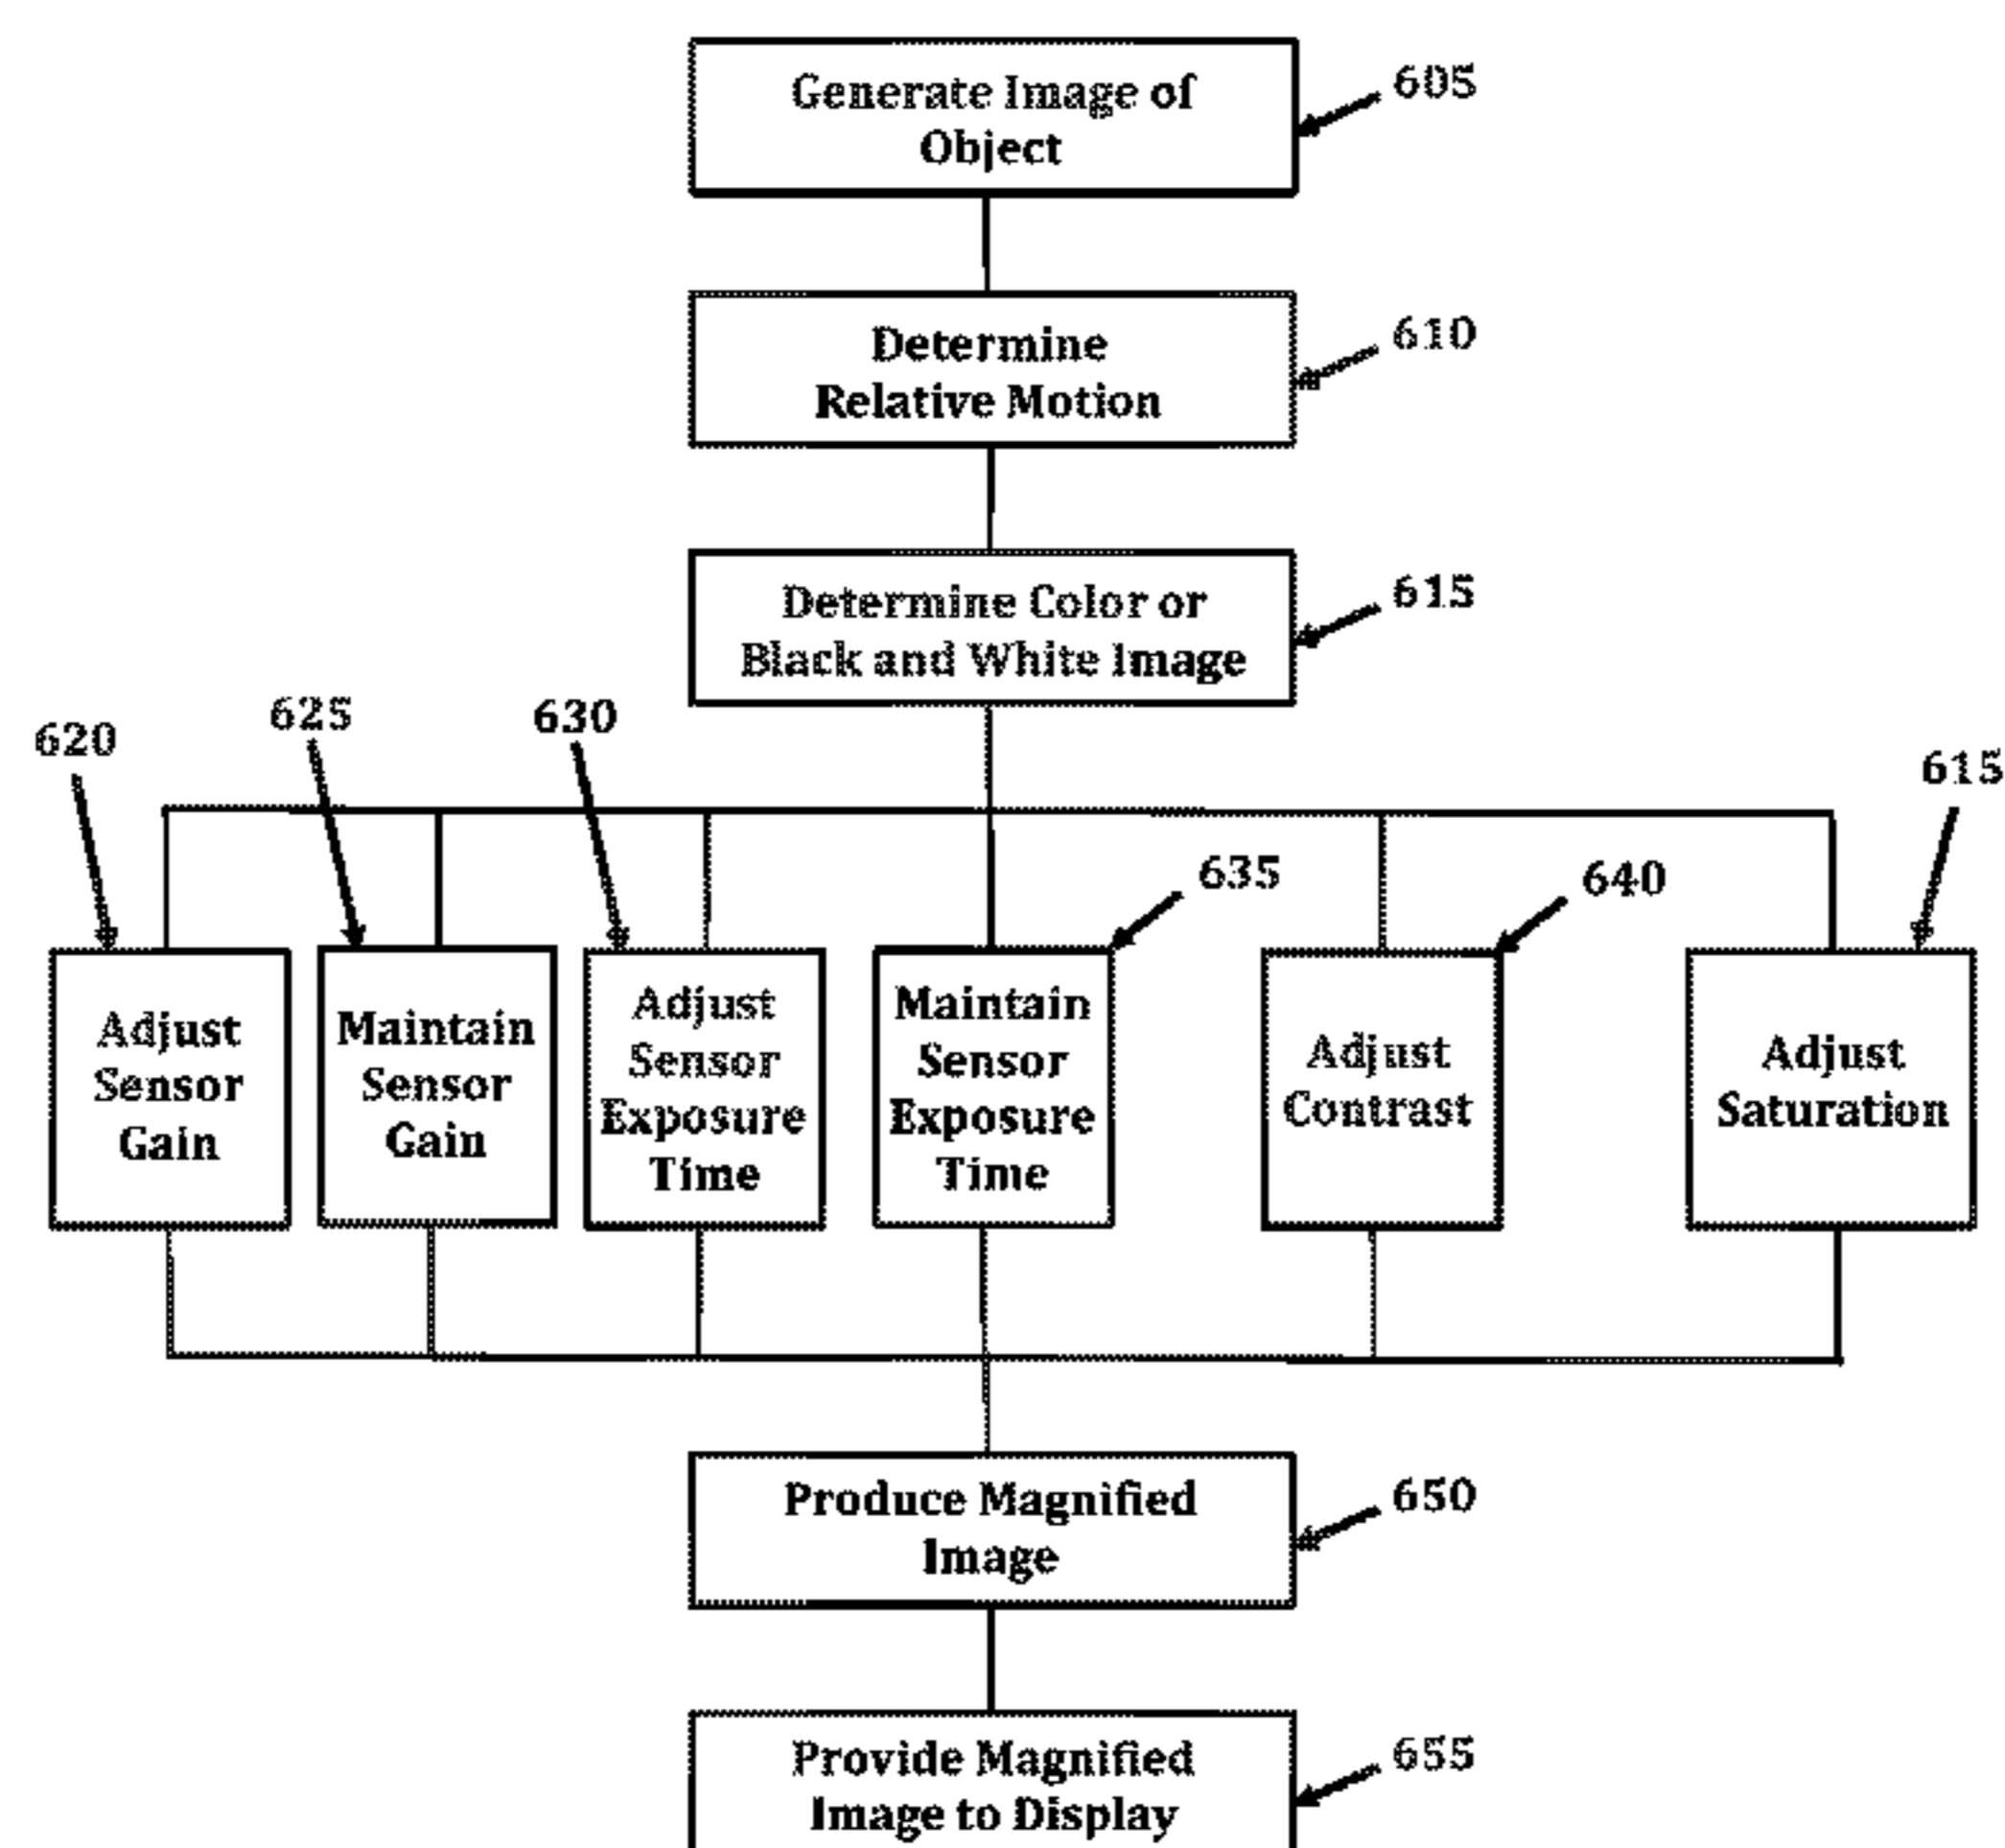 Generate Image of
Object
605
Determine
Relative Motion
610
Determine Color or
Black and White Image
615
620
625
630
615
635
640
Adjust
Sensor
Gain
Maintain
Sensor
Gain
Adjust
Sensor
Exposure
Time
Maintain
Sensor
Exposure
Time
Adjust
Contrast
Adjust
Saturation
Produce Magnified
Image
650
Provide Magnified
Image to Display
655